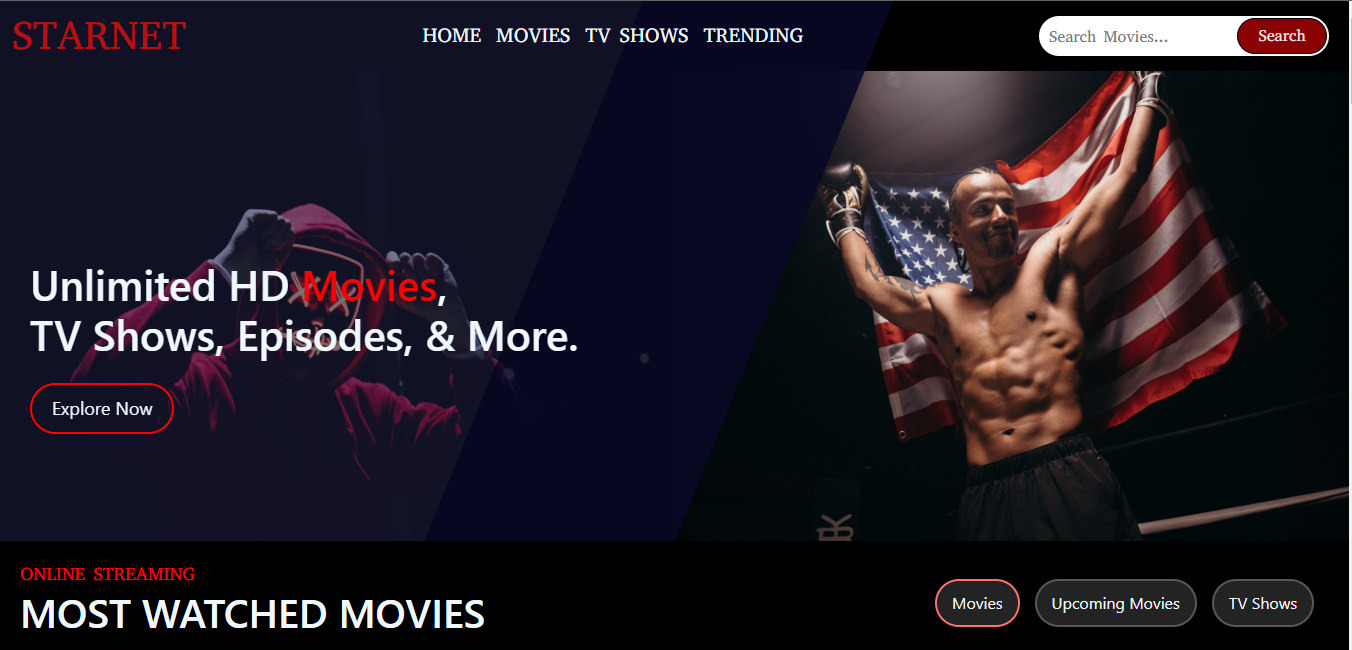 STARNET
HOME MOVIES TV SHOWS TRENDING
Search Movies...
Search
Unlimited HD Movies,
TV Shows, Episodes, & More.
Explore Now
ONLINE STREAMING
MOST WATCHED MOVIES
Movies
Upcoming Movies
TV Shows